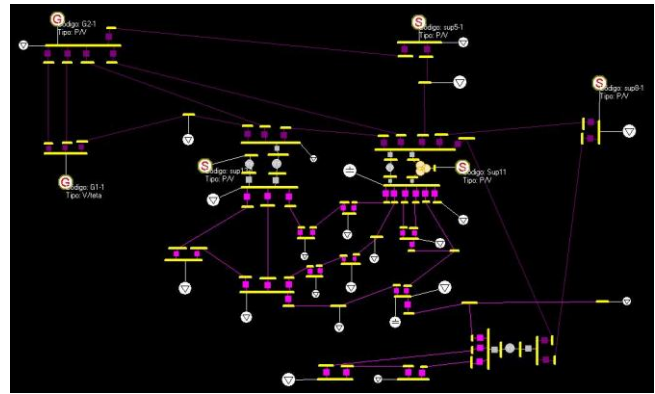 G
Código: G2-1
Tipo: P/V
S
Código: sup5-1
Tipo: P/V
S
Código: sup8-1
Tipo: P/V
S
Tipo: P/V
S
Código: Sup11
Tipo: P/V
G
Código: G1-1
Tipo: V/teta